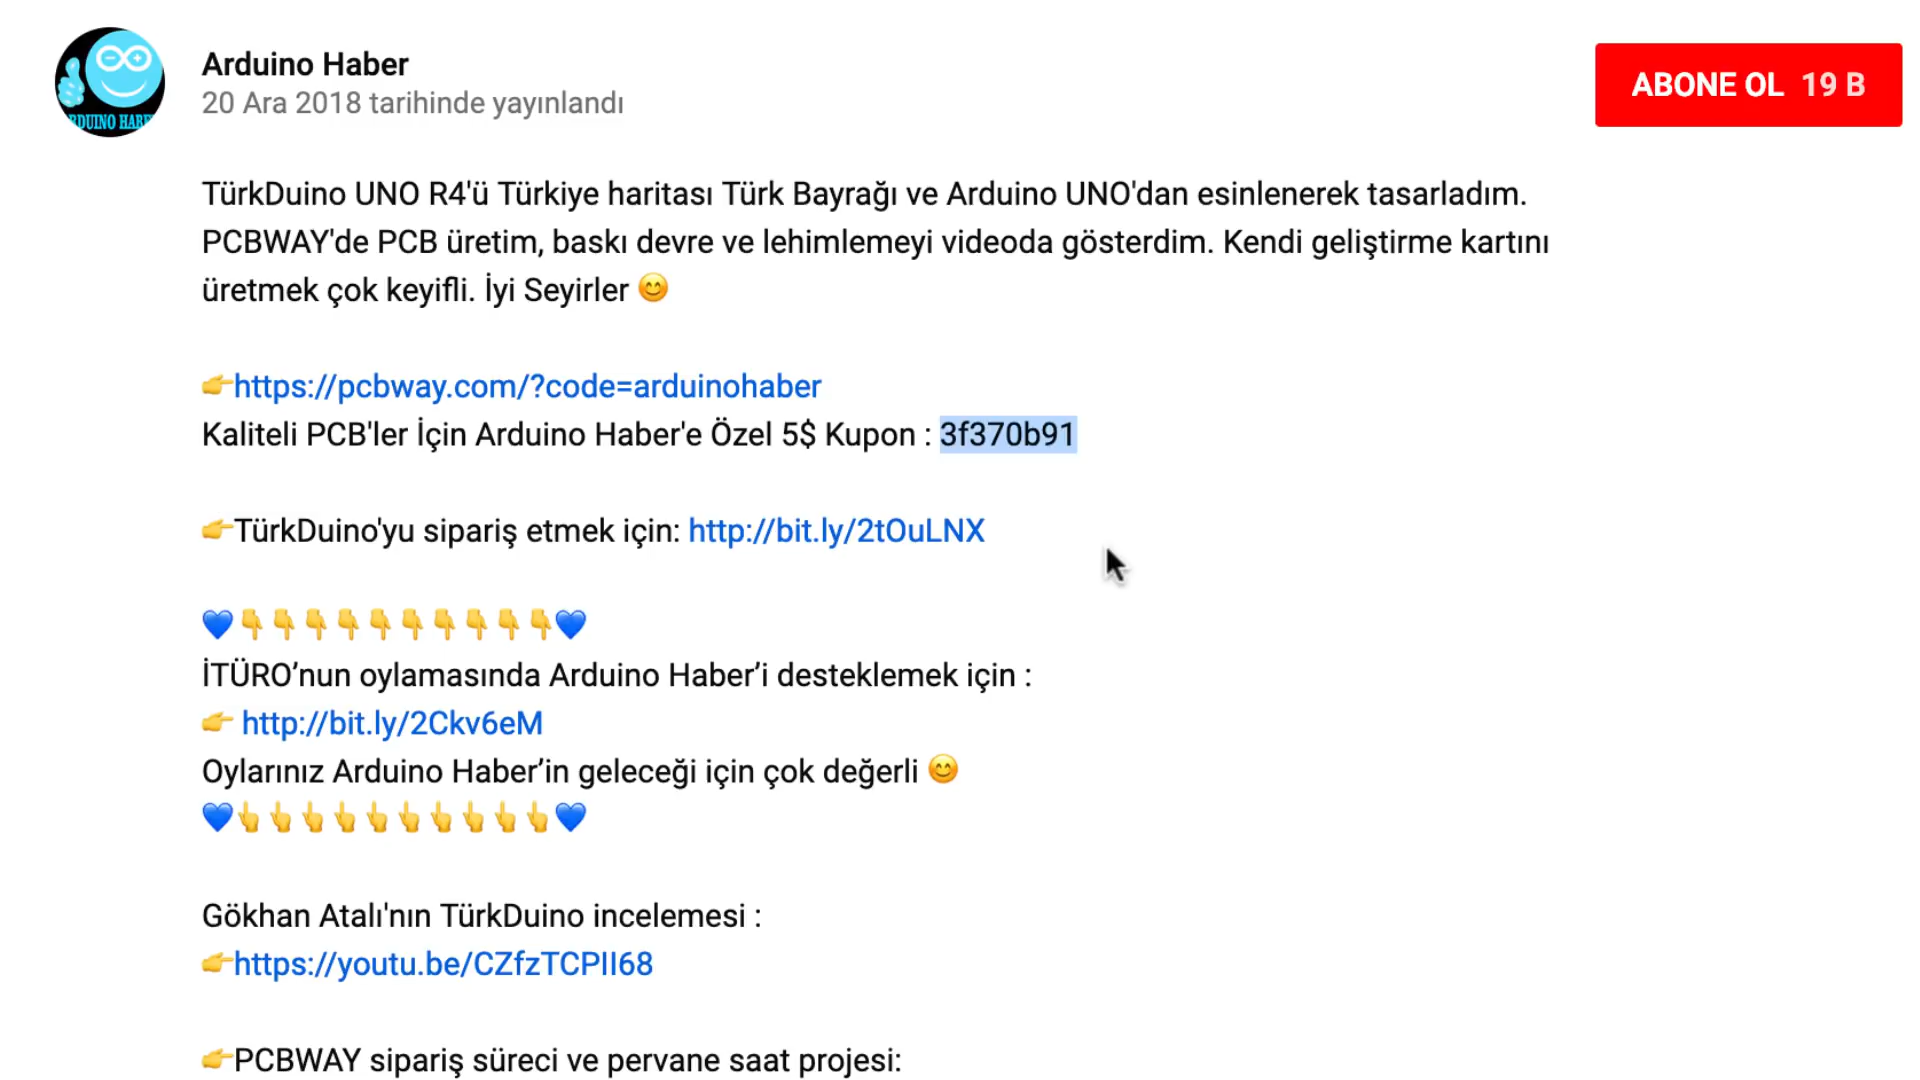 ARDUINO HABER
Arduino Haber
20 Ara 2018 tarihinde yayınlandı
ABONE OL 19 B
TürkDuino UNO R4'ü Türkiye haritası Türk Bayrağı ve Arduino UNO'dan esinlenerek tasarladım.
PCBWAY'de PCB üretim, baskı devre ve lehimlemeyi videoda gösterdim. Kendi geliştirme kartını
üretmek çok keyifli. İyi Seyirler 😊
👉https://pcbway.com/?code=arduinohaber
Kaliteli PCB'ler İçin Arduino Haber'e Özel 5$ Kupon : 3f370b91
👉TürkDuino'yu sipariş etmek için: http://bit.ly/2tOuLNX
💙👇👇👇👇👇👇👇👇👇👇💙
İTÜRO’nun oylamasında Arduino Haber’i desteklemek için :
👉 http://bit.ly/2Ckv6eM
Oylarınız Arduino Haber’in geleceği için çok değerli 😊
💙👆👆👆👆👆👆👆👆👆👆💙
Gökhan Atalı'nın TürkDuino incelemesi :
👉https://youtu.be/CZfzTCPII68
👉PCBWAY sipariş süreci ve pervane saat projesi: